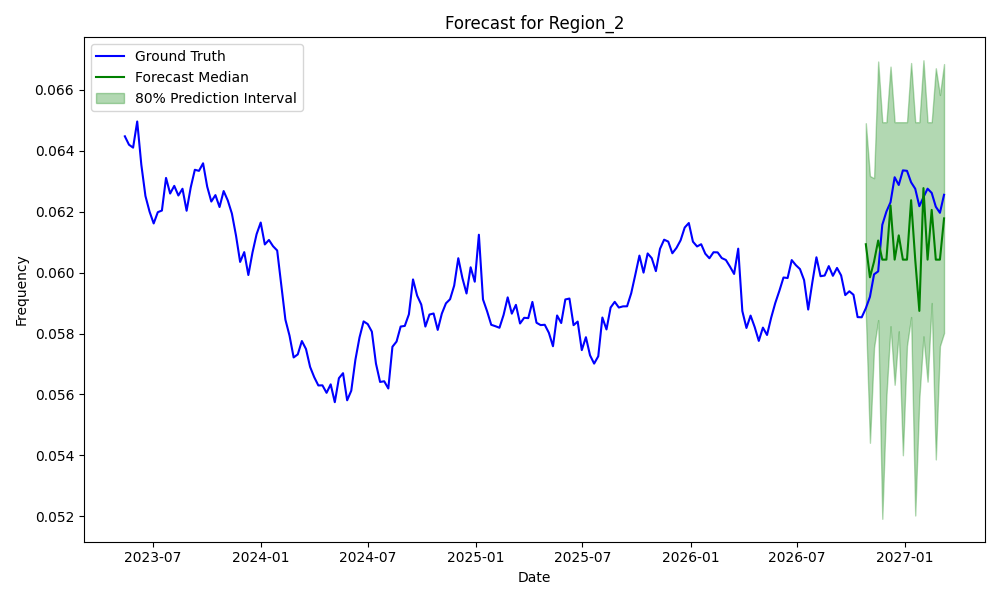 Forecast for Region_2
Ground Truth
Forecast Median
80% Prediction Interval
Frequency
0.066
0.064
0.062
0.060
0.058
0.056
0.054
0.052
2023-07
2024-01
2024-07
2025-01
2025-07
2026-01
2026-07
2027-01
Date